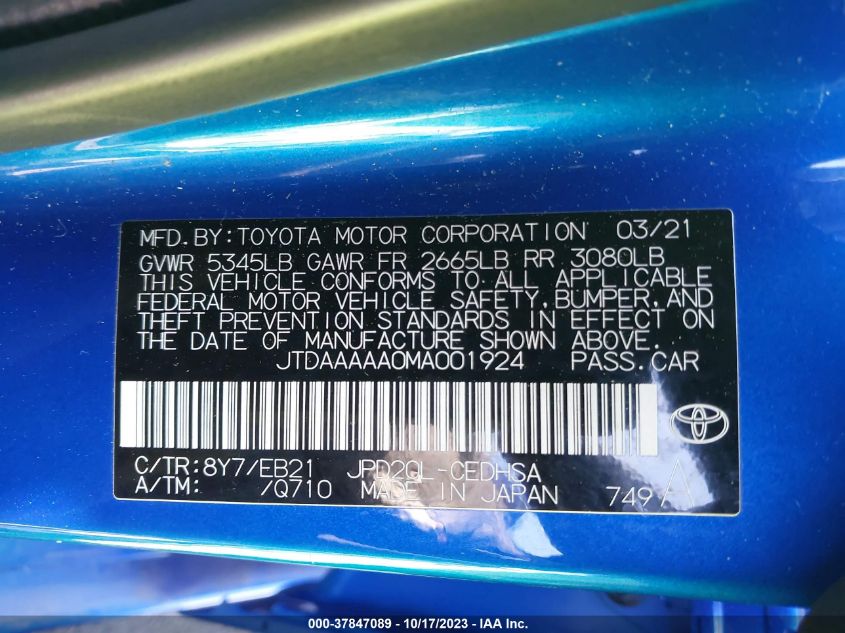 MFD. BY: TOYOTA MOTOR CORPORATION 03/21
GVWR 5345LB GAWR FR 2665LB RR 3080LB
THIS VEHICLE CONFORMS TO ALL APPLICABLE
FEDERAL MOTOR VEHICLE SAFETY, BUMPER, AND
THEFT PREVENTION STANDARDS IN EFFECT ON
THE DATE OF MANUFACTURE SHOWN ABOVE.
JTDAAAAA0MA001924 PASS. CAR
C/TR: 8Y7/EB21 JPD20L-CEDHSA
A/TM: /Q710 MADE IN JAPAN 749 A
000-37847089 - 10/17/2023 - IAA Inc.